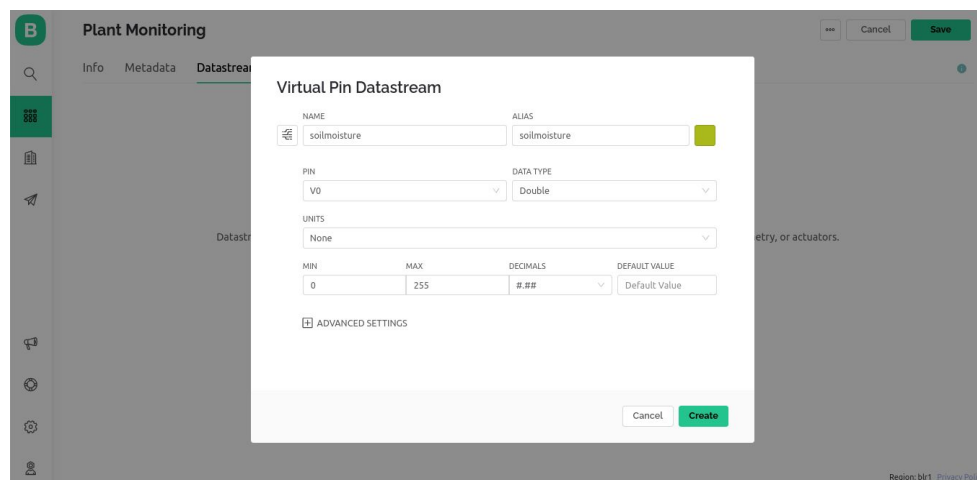 B
Plant Monitoring
Cancel
Save
Info Metadata Datastrea
Virtual Pin Datastream
NAME ALIAS
soilmoisture soilmoisture
PIN DATA TYPE
V0 Double
UNITS
None
Datastr etry, or actuators.
MIN MAX DECIMALS DEFAULT VALUE
0 255 #.## Default Value
ADVANCED SETTINGS
Cancel Create
Region: blr1 Privacy Poli